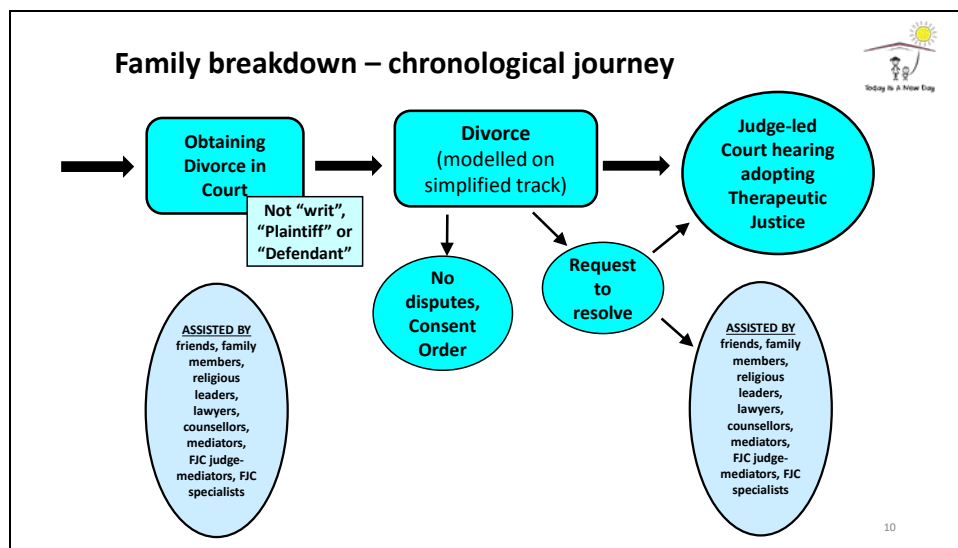 Family breakdown – chronological journey
Today Is A New Day
Obtaining
Divorce in
Court
Not “writ”,
“Plaintiff” or
“Defendant”
Divorce
(modelled on
simplified track)
Judge-led
Court hearing
adopting
Therapeutic
Justice
No
disputes,
Consent
Order
Request
to
resolve
ASSISTED BY
friends, family
members,
religious
leaders,
lawyers,
counsellors,
mediators,
FJC judge-
mediators, FJC
specialists
ASSISTED BY
friends, family
members,
religious
leaders,
lawyers,
counsellors,
mediators,
FJC judge-
mediators, FJC
specialists
10